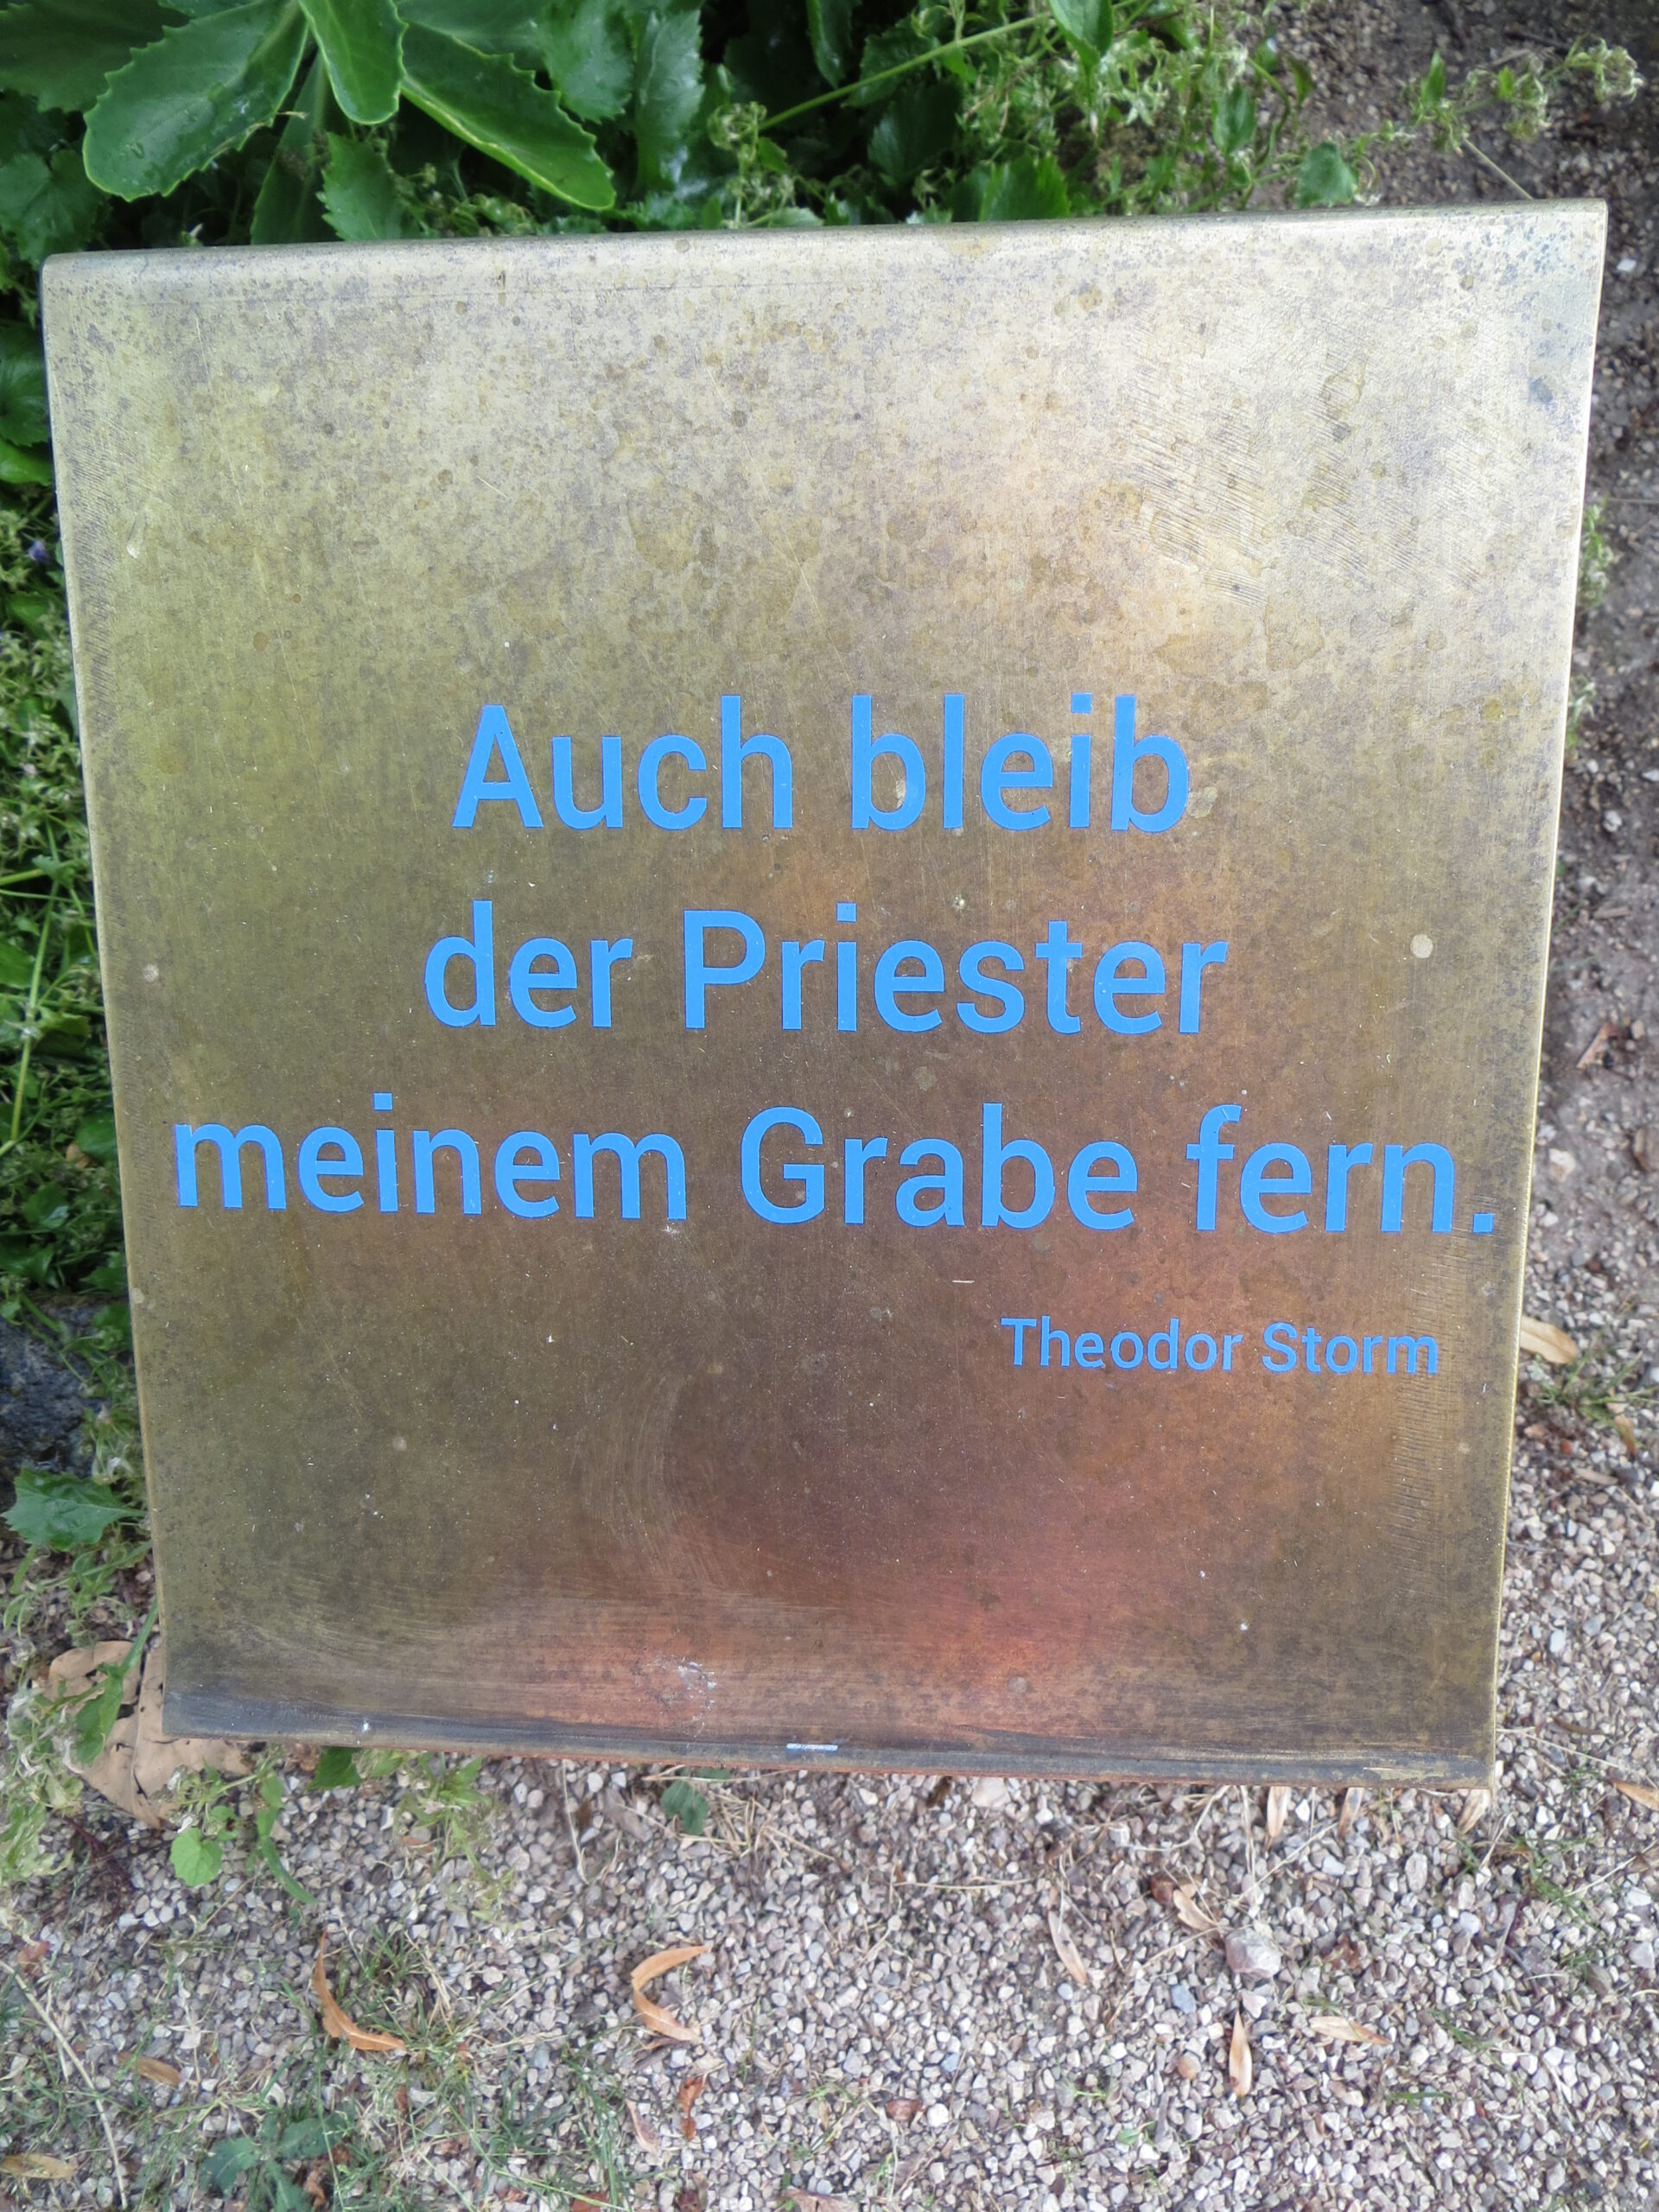 Auch bleib
der Priester
meinem Grabe fern.
Theodor Storm